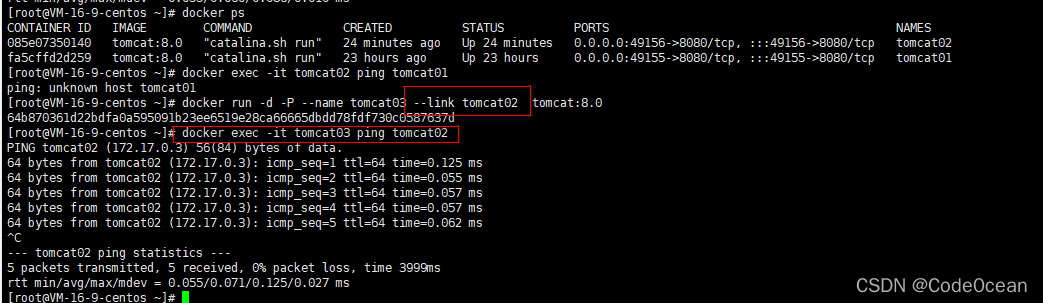 rtt min/avg/max/mdev = 0.053/0.055/0.060/0.010 ms
[root@VM-16-9-centos ~]# docker ps
CONTAINER ID   IMAGE        COMMAND             CREATED          STATUS          PORTS                                         NAMES
085e07350140   tomcat:8.0   "catalina.sh run"   24 minutes ago   Up 24 minutes   0.0.0.0:49156->8080/tcp, :::49156->8080/tcp   tomcat02
fa5cffd2d259   tomcat:8.0   "catalina.sh run"   23 hours ago     Up 23 hours     0.0.0.0:49155->8080/tcp, :::49155->8080/tcp   tomcat01
[root@VM-16-9-centos ~]# docker exec -it tomcat02 ping tomcat01
ping: unknown host tomcat01
[root@VM-16-9-centos ~]# docker run -d -P --name tomcat03 --link tomcat02 tomcat:8.0
64b870361d22bdfa0a595091b23ee6519e28ca66665dbdd78fdf730c0587637d
[root@VM-16-9-centos ~]# docker exec -it tomcat03 ping tomcat02
PING tomcat02 (172.17.0.3) 56(84) bytes of data.
64 bytes from tomcat02 (172.17.0.3): icmp_seq=1 ttl=64 time=0.125 ms
64 bytes from tomcat02 (172.17.0.3): icmp_seq=2 ttl=64 time=0.055 ms
64 bytes from tomcat02 (172.17.0.3): icmp_seq=3 ttl=64 time=0.057 ms
64 bytes from tomcat02 (172.17.0.3): icmp_seq=4 ttl=64 time=0.057 ms
64 bytes from tomcat02 (172.17.0.3): icmp_seq=5 ttl=64 time=0.062 ms
^C
--- tomcat02 ping statistics ---
5 packets transmitted, 5 received, 0% packet loss, time 3999ms
rtt min/avg/max/mdev = 0.055/0.071/0.125/0.027 ms
[root@VM-16-9-centos ~]#
CSDN @CodeOcean